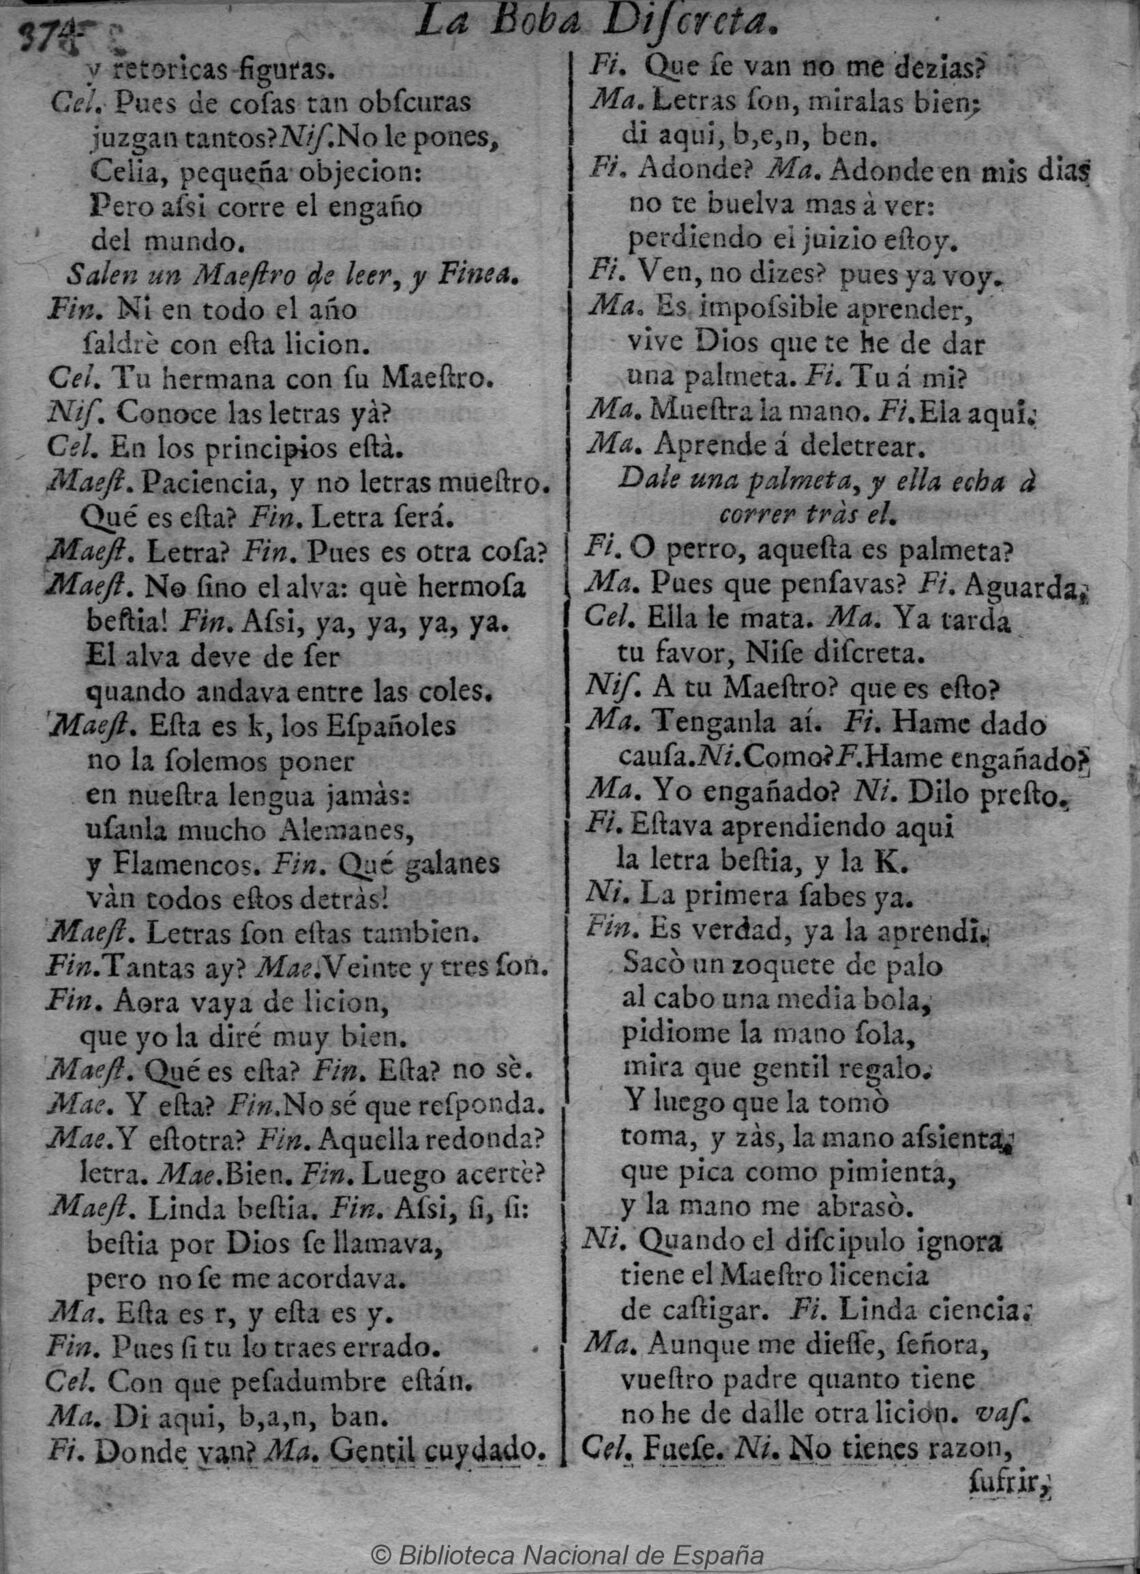 374
La Boba Diſcreta.
y retoricas figuras.
Cel. Pues de coſas tan obſcuras
juzgan tantos? Niſ. No le pones,
Celia, pequeña objecion:
Pero aſsi corre el engaño
del mundo.
Salen un Maeſtro de leer, y Finea.
Fin. Ni en todo el año
ſaldrè con eſta licion.
Cel. Tu hermana con ſu Maeſtro.
Niſ. Conoce las letras yà?
Cel. En los principios eſtà.
Maeſt. Paciencia, y no letras mueſtro.
Qué es eſta? Fin. Letra ſerá.
Maeſt. Letra? Fin. Pues es otra coſa?
Maeſt. No ſino el alva: què hermoſa
beſtia! Fin. Aſsi, ya, ya, ya, ya.
El alva deve de ſer
quando andava entre las coles.
Maeſt. Eſta es k, los Eſpañoles
no la ſolemos poner
en nueſtra lengua jamàs:
uſanla mucho Alemanes,
y Flamencos. Fin. Qué galanes
vàn todos eſtos detràs!
Maeſt. Letras ſon eſtas tambien.
Fin. Tantas ay? Mae. Veinte y tres ſon.
Fin. Aora vaya de licion,
que yo la diré muy bien.
Maeſt. Qué es eſta? Fin. Eſta? no sè.
Mae. Y eſta? Fin. No sé que reſponda.
Mae. Y eſtotra? Fin. Aquella redonda?
letra. Mae. Bien. Fin. Luego acertè?
Maeſt. Linda beſtia. Fin. Aſsi, ſi, ſi:
beſtia por Dios ſe llamava,
pero no ſe me acordava.
Ma. Eſta es r, y eſta es y.
Fin. Pues ſi tu lo traes errado.
Cel. Con que peſadumbre eſtán.
Ma. Di aqui, b,a,n, ban.
Fi. Donde van? Ma. Gentil cuydado.
Fi. Que ſe van no me dezias?
Ma. Letras ſon, miralas bien;
di aqui, b,e,n, ben.
Fi. Adonde? Ma. Adonde en mis dias
no te buelva mas à ver:
perdiendo el juizio eſtoy.
Fi. Ven, no dizes? pues ya voy.
Ma. Es impoſsible aprender,
vive Dios que te he de dar
una palmeta. Fi. Tu á mi?
Ma. Mueſtra la mano. Fi. Ela aqui.
Ma. Aprende á deletrear.
Dale una palmeta, y ella echa à
correr tràs el.
Fi. O perro, aqueſta es palmeta?
Ma. Pues que penſavas? Fi. Aguarda.
Cel. Ella le mata. Ma. Ya tarda
tu favor, Niſe diſcreta.
Niſ. A tu Maeſtro? que es eſto?
Ma. Tenganla aí. Fi. Hame dado
cauſa. Ni. Como? F. Hame engañado?
Ma. Yo engañado? Ni. Dilo preſto.
Fi. Eſtava aprendiendo aqui
la letra beſtia, y la K.
Ni. La primera ſabes ya.
Fin. Es verdad, ya la aprendi.
Sacò un zoquete de palo
al cabo una media bola,
pidiome la mano ſola,
mira que gentil regalo.
Y luego que la tomò
toma, y zàs, la mano aſsienta,
que pica como pimienta,
y la mano me abrasò.
Ni. Quando el diſcipulo ignora
tiene el Maeſtro licencia
de caſtigar. Fi. Linda ciencia.
Ma. Aunque me dieſſe, ſeñora,
vueſtro padre quanto tiene
no he de dalle otra licion. vaſ.
Cel. Fueſe. Ni. No tienes razon,
ſufrir,
© Biblioteca Nacional de España